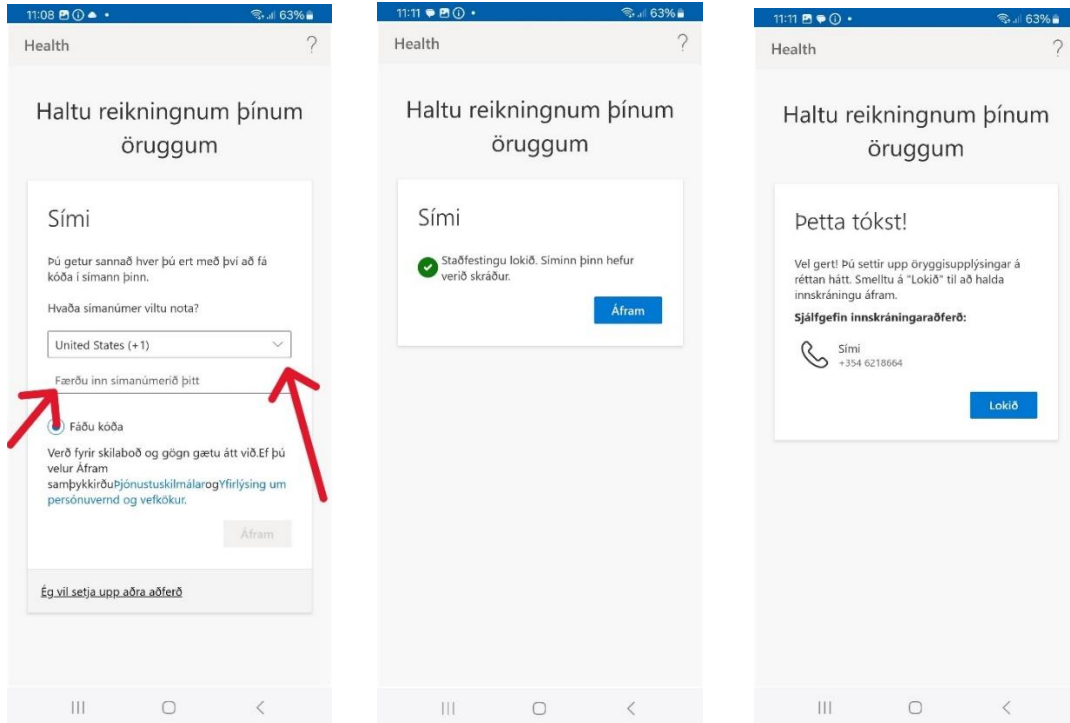 11:08
63%
Health
?
Haltu reikningnum þínum
öruggum
Sími
Þú getur sannað hver þú ert með því að fá
kóða í símann þinn.
Hvaða símanúmer viltu nota?
United States (+1)
Færðu inn símanúmerið þitt
Fáðu kóða
Verð fyrir skilaboð og gögn gætu átt við.Ef þú
velur Áfram
samþykkirðuÞjónustuskilmálarogYfirlýsing um
persónuvernd og vefkökur.
Áfram
Ég vil setja upp aðra aðferð
11:11
63%
Health
?
Haltu reikningnum þínum
öruggum
Sími
Staðfestingu lokið. Síminn þinn hefur
verið skráður.
Áfram
11:11
63%
Health
?
Haltu reikningnum þínum
öruggum
Þetta tókst!
Vel gert! Þú settir upp öryggisupplýsingar á
réttan hátt. Smelltu á "Lokið" til að halda
innskráningu áfram.
Sjálfgefin innskráningaraðferð:
Sími
+354 6218664
Lokið